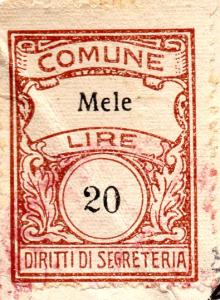 COMUNE
Mele
LIRE
20
DIRITTI DI SEGRETERIA